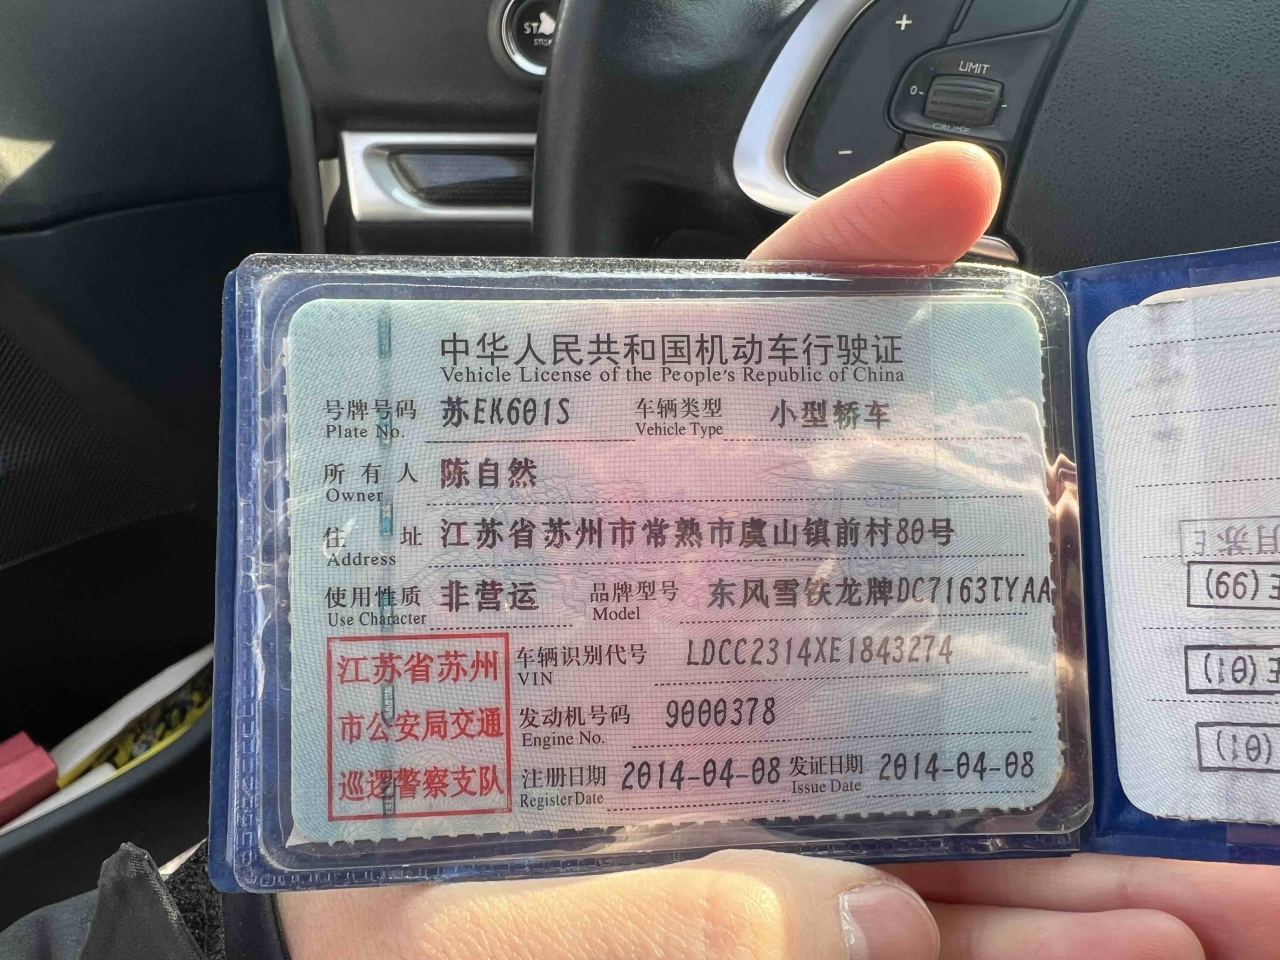 START
STOP
+
LIMIT
0-
-
CRUISE
-
中华人民共和国机动车行驶证
Vehicle License of the People's Republic of China
号牌号码 苏EK601S 车辆类型 小型轿车
Plate No. Vehicle Type
所有人 陈自然
Owner
住址 江苏省苏州市常熟市虞山镇前村80号
Address
使用性质 非营运 品牌型号 东风雪铁龙牌DC7163TYAA
Use Character Model
江苏省苏州
市公安局交通
巡逻警察支队
车辆识别代号 LDCC2314XE1843274
VIN
发动机号码 9000378
Engine No.
注册日期 2014-04-08 发证日期 2014-04-08
Register Date Issue Date